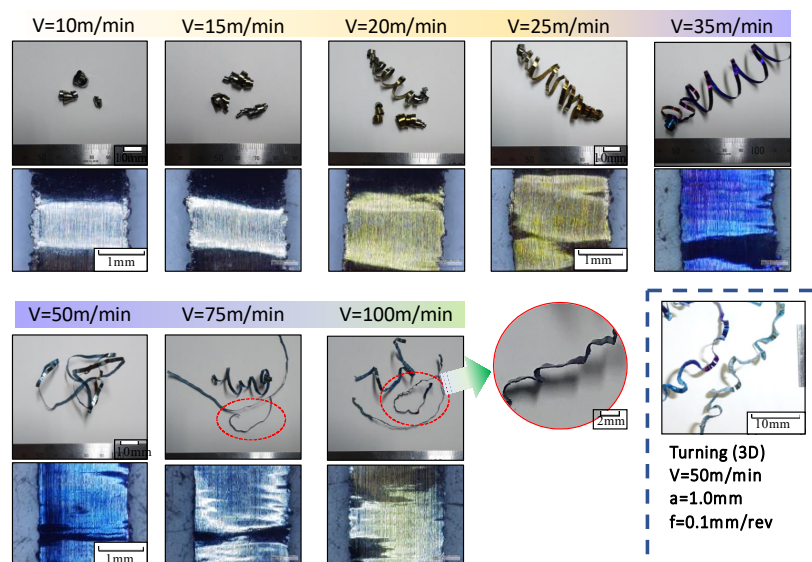 V=10m/min
V=15m/min
V=20m/min
V=25m/min
V=35m/min
10mm
10mm
1mm
1mm
V=50m/min
V=75m/min
V=100m/min
10mm
2mm
1mm
10mm
Turning (3D)
V=50m/min
a=1.0mm
f=0.1mm/rev